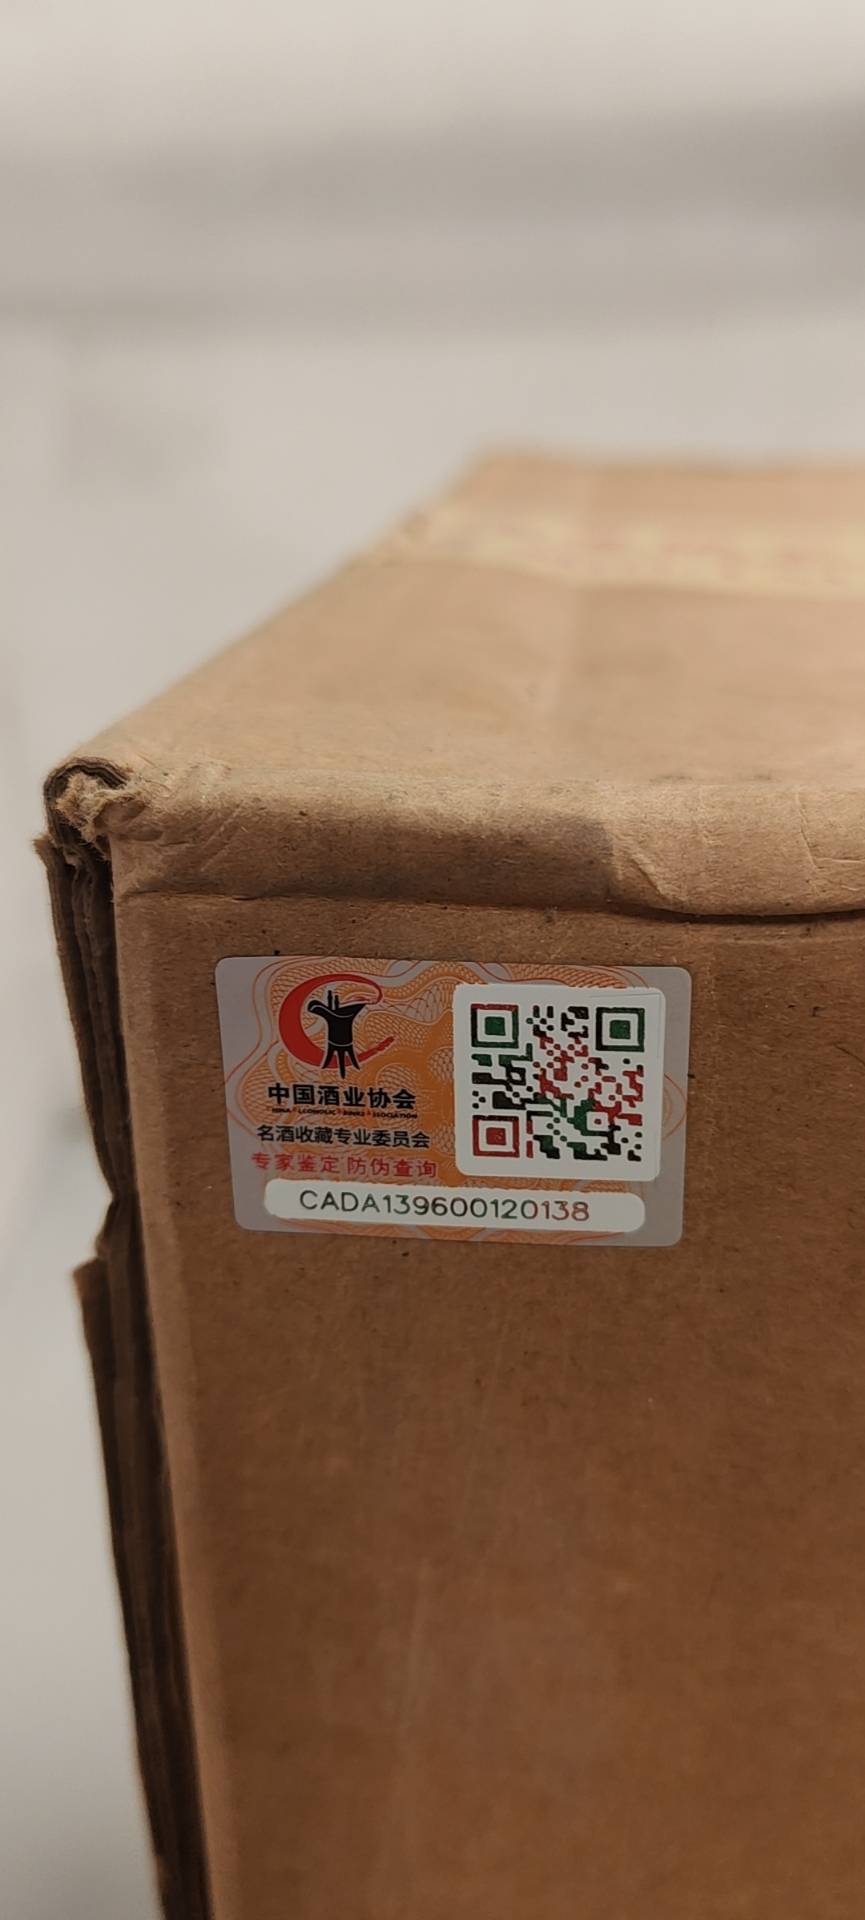 中国酒业协会
名酒收藏专业委员会
专家鉴定 防伪查询
CADA139600120138